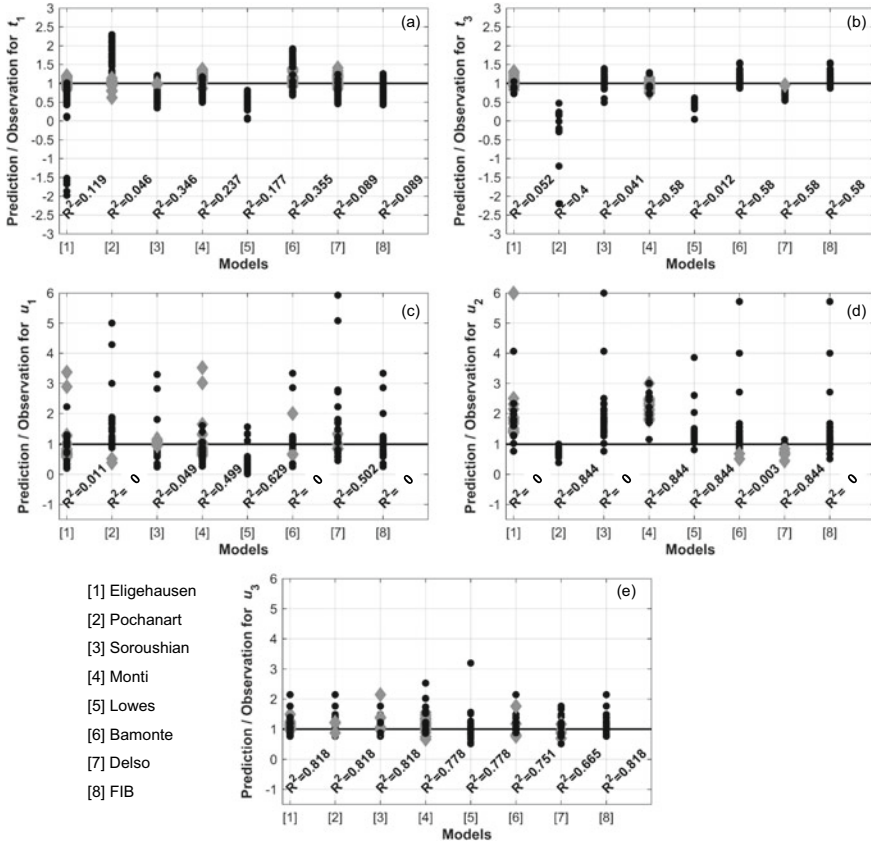 (a)
Prediction / Observation for t1
3
2.5
2
1.5
1
0.5
0
-0.5
-1
-1.5
-2
-2.5
-3
R²=0.119
R²=0.046
R²=0.346
R²=0.237
R²=0.177
R²=0.355
R²=0.089
R²=0.089
[1] [2] [3] [4] [5] [6] [7] [8]
Models
(b)
Prediction / Observation for t3
3
2.5
2
1.5
1
0.5
0
-0.5
-1
-1.5
-2
-2.5
-3
R²=0.052
R²=0.4
R²=0.041
R²=0.58
R²=0.012
R²=0.58
R²=0.58
R²=0.58
[1] [2] [3] [4] [5] [6] [7] [8]
Models
(c)
Prediction / Observation for u1
6
5
4
3
2
1
0
-1
R²=0.011
R²= 0
R²=0.049
R²=0.499
R²=0.629
R²= 0
R²=0.502
R²= 0
[1] [2] [3] [4] [5] [6] [7] [8]
Models
(d)
Prediction / Observation for u2
6
5
4
3
2
1
0
-1
R²= 0
R²=0.844
R²= 0
R²=0.844
R²=0.844
R²=0.003
R²=0.844
R²= 0
[1] [2] [3] [4] [5] [6] [7] [8]
Models
[1] Eligehausen
[2] Pochanart
[3] Soroushian
[4] Monti
[5] Lowes
[6] Bamonte
[7] Delso
[8] FIB
(e)
Prediction / Observation for u3
6
5
4
3
2
1
0
-1
R²=0.818
R²=0.818
R²=0.818
R²=0.778
R²=0.778
R²=0.751
R²=0.665
R²=0.818
[1] [2] [3] [4] [5] [6] [7] [8]
Models